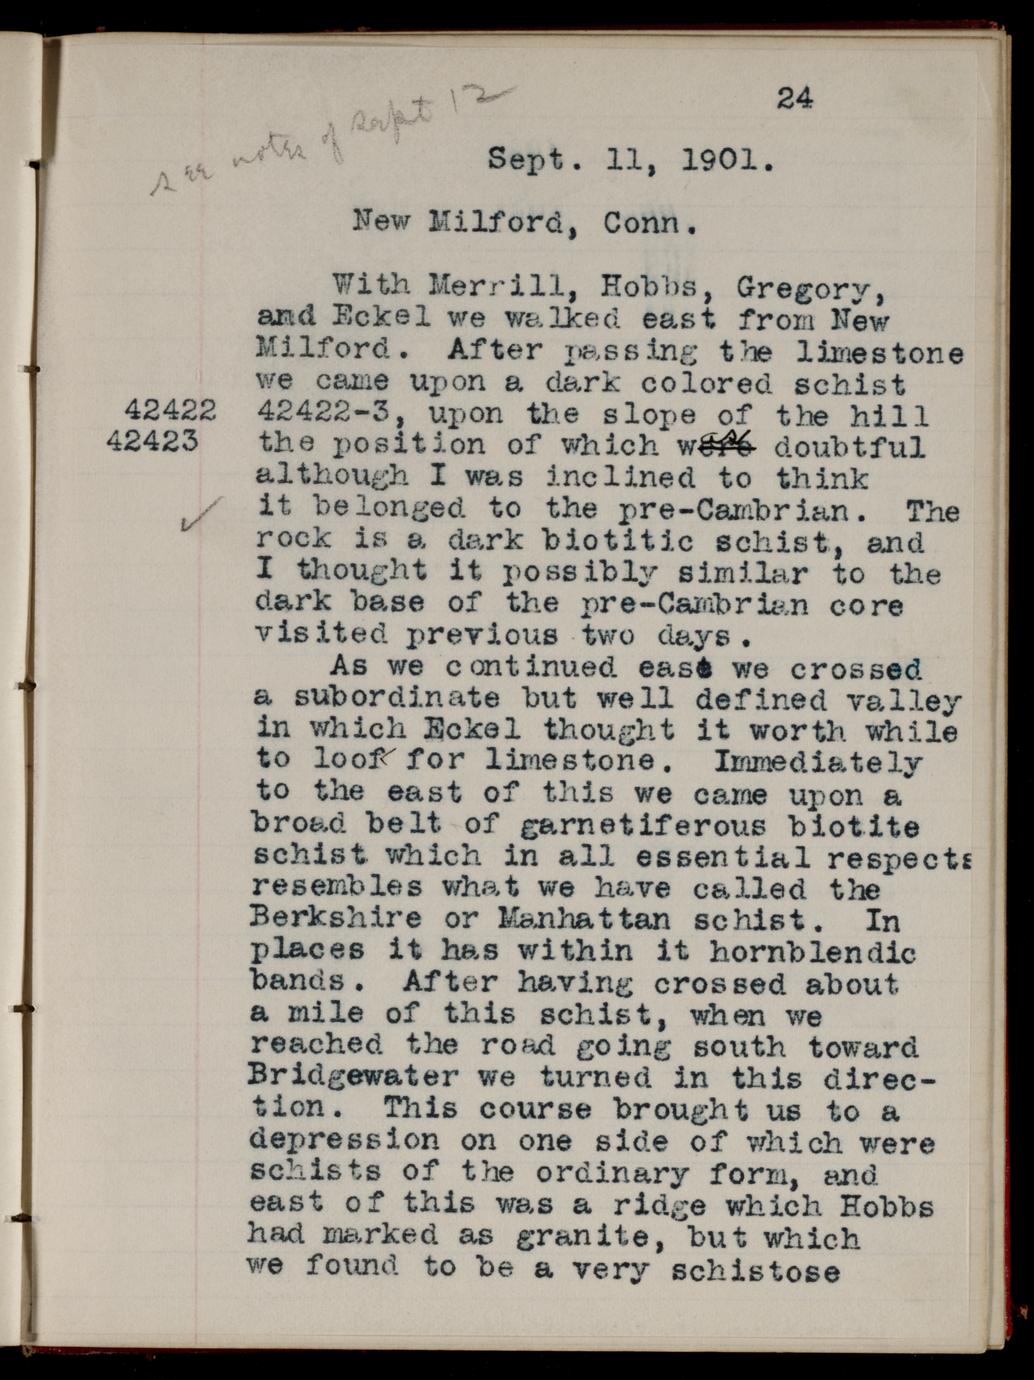 24
see notes of Sept 12
Sept. 11, 1901.
New Milford, Conn.
With Merrill, Hobbs, Gregory,
and Eckel we walked east from New
Milford. After passing the limestone
we came upon a dark colored schist
42422 42422-3, upon the slope of the hill
42423 the position of which was doubtful
although I was inclined to think
it belonged to the pre-Cambrian. The
rock is a dark biotitic schist, and
I thought it possibly similar to the
dark base of the pre-Cambrian core
visited previous two days.
As we continued east we crossed
a subordinate but well defined valley
in which Eckel thought it worth while
to look for limestone. Immediately
to the east of this we came upon a
broad belt of garnetiferous biotite
schist which in all essential respects
resembles what we have called the
Berkshire or Manhattan schist. In
places it has within it hornblendic
bands. After having crossed about
a mile of this schist, when we
reached the road going south toward
Bridgewater we turned in this direc-
tion. This course brought us to a
depression on one side of which were
schists of the ordinary form, and
east of this was a ridge which Hobbs
had marked as granite, but which
we found to be a very schistose